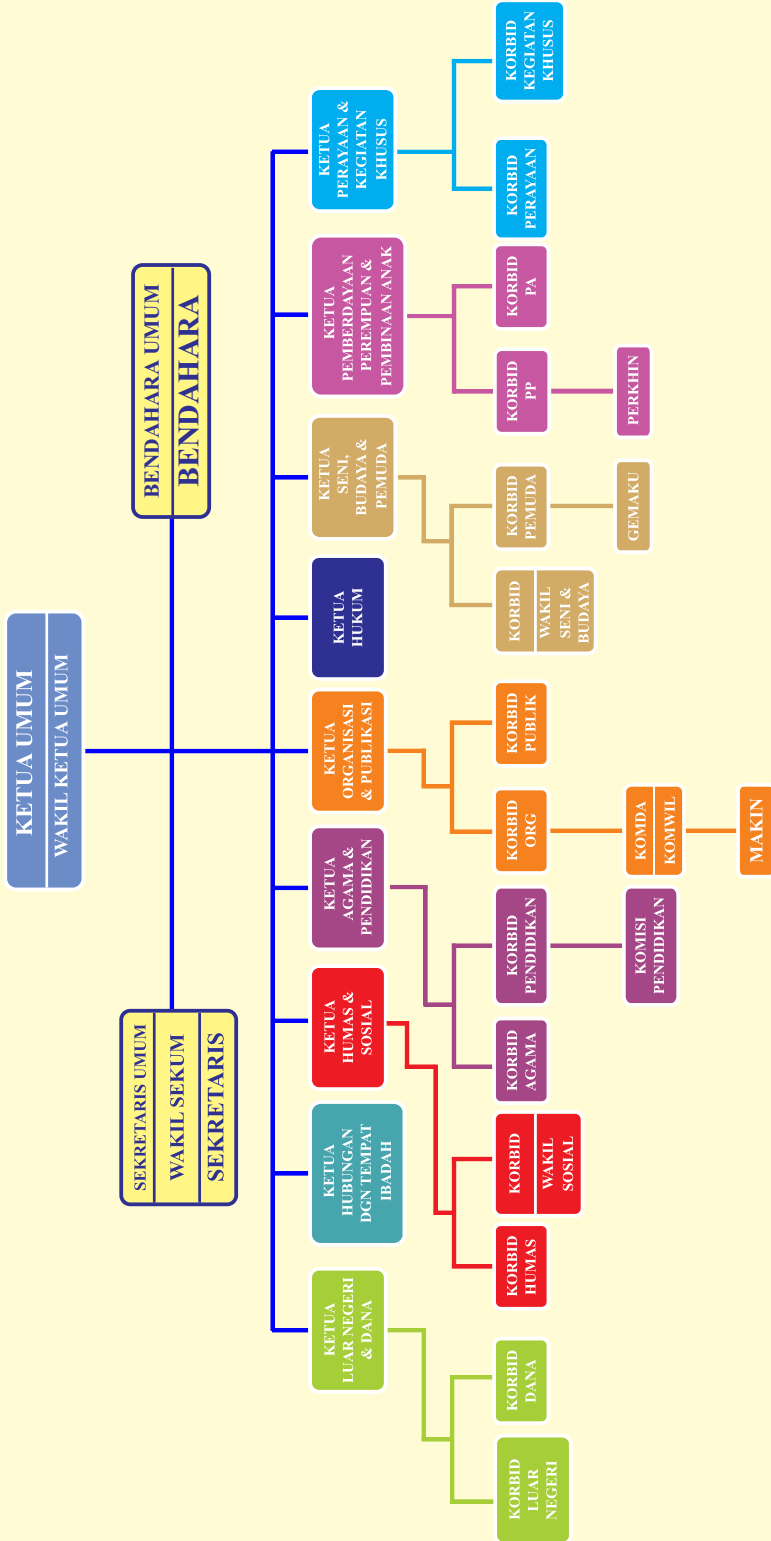 KETUA UMUM
WAKIL KETUA UMUM
SEKRETARIS UMUM
WAKIL SEKUM
SEKRETARIS
BENDAHARA UMUM
BENDAHARA
KETUA
LUAR NEGERI
& DANA
KETUA
HUBUNGAN
DGN TEMPAT
IBADAH
KETUA
HUMAS &
SOSIAL
KETUA
AGAMA &
PENDIDIKAN
KETUA
ORGANISASI
& PUBLIKASI
KETUA
HUKUM
KETUA
SENI,
BUDAYA &
PEMUDA
KETUA
PEMBERDAYAAN
PEREMPUAN &
PEMBINAAN ANAK
KETUA
PERAYAAN &
KEGIATAN
KHUSUS
KORBID
LUAR
NEGERI
KORBID
DANA
KORBID
HUMAS
KORBID
WAKIL
SOSIAL
KORBID
AGAMA
KORBID
PENDIDIKAN
KORBID
ORG
KORBID
PUBLIK
KORBID
WAKIL
SENI &
BUDAYA
KORBID
PEMUDA
KORBID
PP
KORBID
PA
KORBID
PERAYAAN
KORBID
KEGIATAN
KHUSUS
KOMISI
PENDIDIKAN
KOMDA
KOMWIL
GEMAKU
PERKHIN
MAKIN